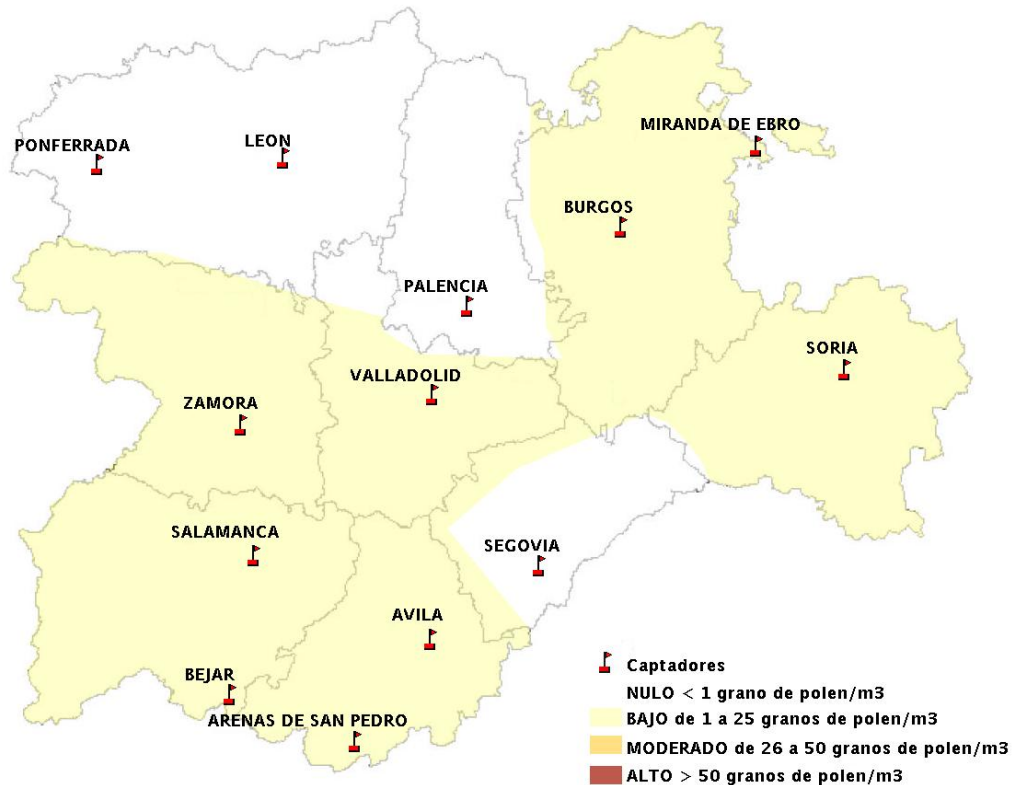 MIRANDA DE EBRO
PONFERRADA
LEON
BURGOS
PALENCIA
SORIA
VALLADOLID
ZAMORA
SALAMANCA
SEGOVIA
AVILA
BEJAR
ARENAS DE SAN PEDRO
Captadores
NULO < 1 grano de polen/m3
BAJO de 1 a 25 granos de polen/m3
MODERADO de 26 a 50 granos de polen/m3
ALTO > 50 granos de polen/m3